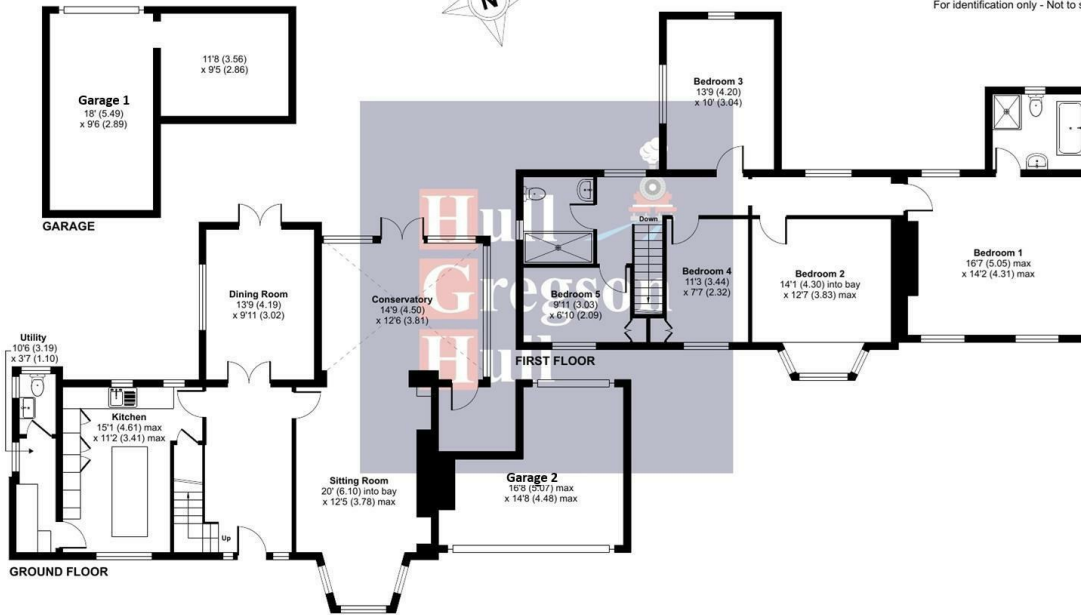 N
For identification only - Not to s
Garage 1
18' (5.49)
x 9'6 (2.89)
11'8 (3.56)
x 9'5 (2.86)
GARAGE
Bedroom 3
13'9 (4.20)
x 10' (3.04)
Down
Bedroom 1
16'7 (5.05) max
x 14'2 (4.31) max
Bedroom 2
14'1 (4.30) into bay
x 12'7 (3.83) max
Bedroom 4
11'3 (3.44)
x 7'7 (2.32)
Bedroom 5
9'11 (3.03)
x 6'10 (2.09)
FIRST FLOOR
Hull
Gregson
Hull
Dining Room
13'9 (4.19)
x 9'11 (3.02)
Conservatory
14'9 (4.50)
x 12'6 (3.81)
Utility
10'6 (3.19)
x 3'7 (1.10)
Kitchen
15'1 (4.61) max
x 11'2 (3.41) max
Sitting Room
20' (6.10) into bay
x 12'5 (3.78) max
Garage 2
16'8 (5.07) max
x 14'8 (4.48) max
Up
GROUND FLOOR